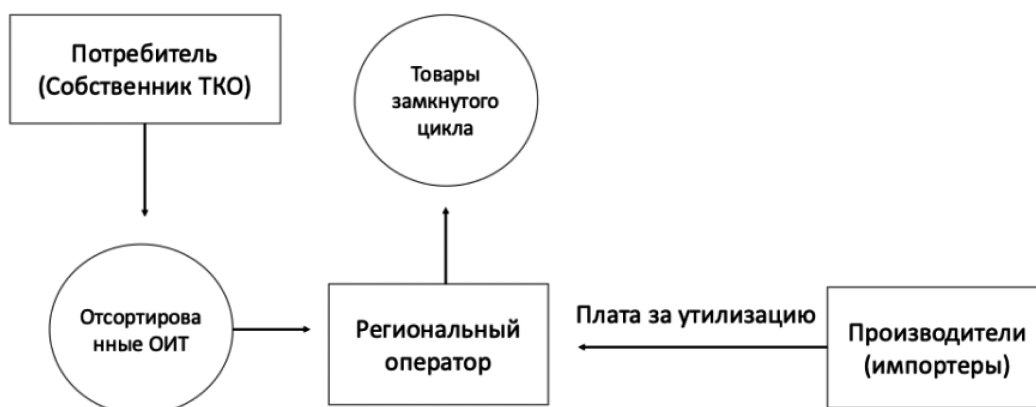 Потребитель
(Собственник ТКО)
Товары
замкнутого
цикла
Отсортирова
нные ОИТ
Региональный
оператор
Плата за утилизацию
Производители
(импортеры)